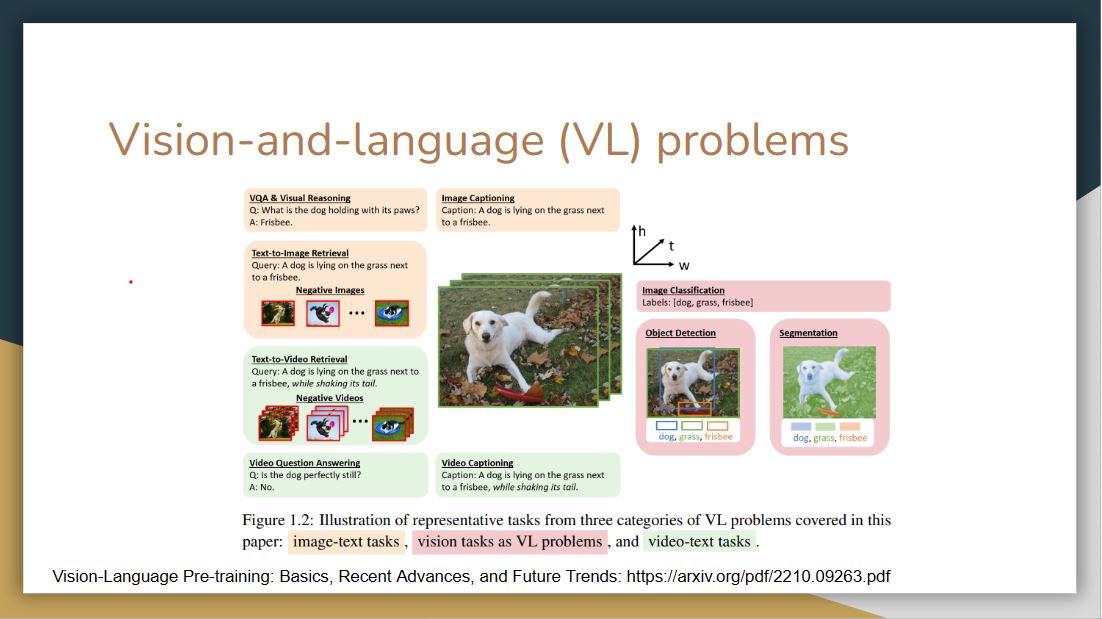 Vision-and-language (VL) problems
VQA & Visual Reasoning
Q: What is the dog holding with its paws?
A: Frisbee.
Image Captioning
Caption: A dog is lying on the grass next
to a frisbee.
Text-to-Image Retrieval
Query: A dog is lying on the grass next
to a frisbee.
Negative Images
Text-to-Video Retrieval
Query: A dog is lying on the grass next to
a frisbee, while shaking its tail.
Negative Videos
Video Question Answering
Q: Is the dog perfectly still?
A: No.
Video Captioning
Caption: A dog is lying on the grass next
to a frisbee, while shaking its tail.
h
t
w
Image Classification
Labels: [dog, grass, frisbee]
Object Detection
dog, grass, frisbee
Segmentation
dog, grass, frisbee
Figure 1.2: Illustration of representative tasks from three categories of VL problems covered in this
paper: image-text tasks , vision tasks as VL problems , and video-text tasks .
Vision-Language Pre-training: Basics, Recent Advances, and Future Trends: https://arxiv.org/pdf/2210.09263.pdf